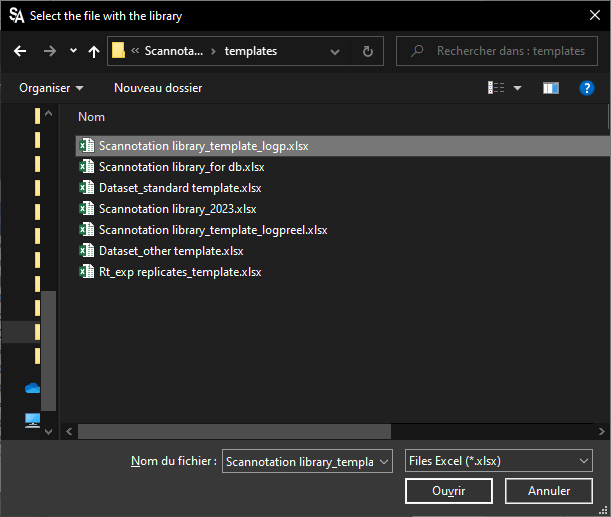 SA Select the file with the library
Scannota... templates
Rechercher dans : templates
Organiser Nouveau dossier
Nom
Scannotation library_template_logp.xlsx
Scannotation library_for db.xlsx
Dataset_standard template.xlsx
Scannotation library_2023.xlsx
Scannotation library_template_logpreel.xlsx
Dataset_other template.xlsx
Rt_exp replicates_template.xlsx
Nom du fichier : Scannotation library_templa
Files Excel (*.xlsx)
Ouvrir Annuler